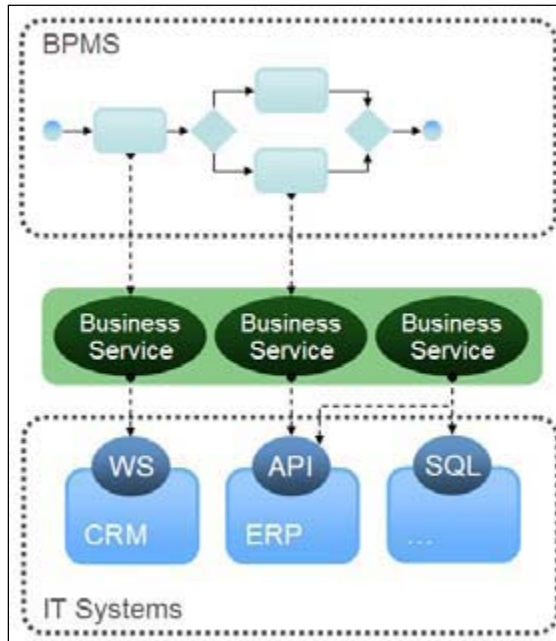 BPMS
Business
Service
Business
Service
Business
Service
WS
API
SQL
CRM
ERP
...
IT Systems